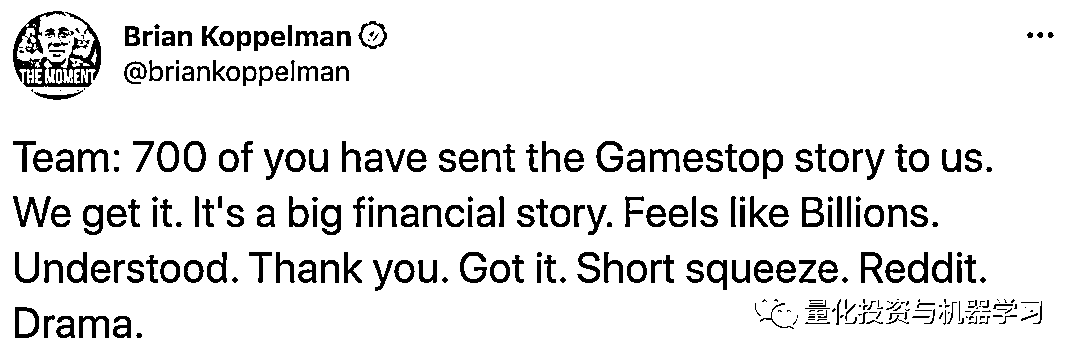 Brian Koppelman
@briankoppelman
THE MOMENT
Team: 700 of you have sent the Gamestop story to us.
We get it. It's a big financial story. Feels like Billions.
Understood. Thank you. Got it. Short squeeze. Reddit.
Drama.
量化投资与机器学习